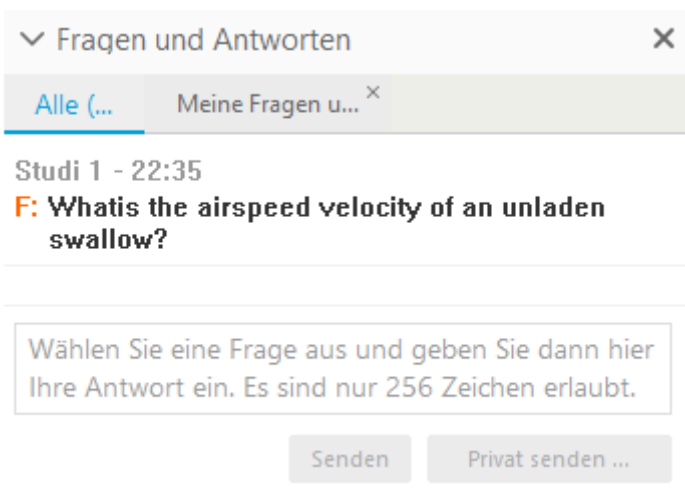 Fragen und Antworten
Alle (... Meine Fragen u...
Studi 1 - 22:35
F: Whatis the airspeed velocity of an unladen
swallow?
Wählen Sie eine Frage aus und geben Sie dann hier
Ihre Antwort ein. Es sind nur 256 Zeichen erlaubt.
Senden Privat senden ...